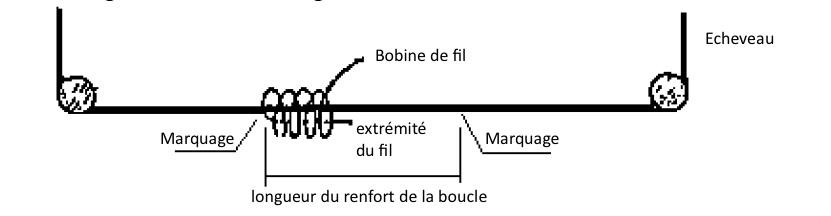 Echeveau
Bobine de fil
Marquage
extrémité
du fil
Marquage
longueur du renfort de la boucle